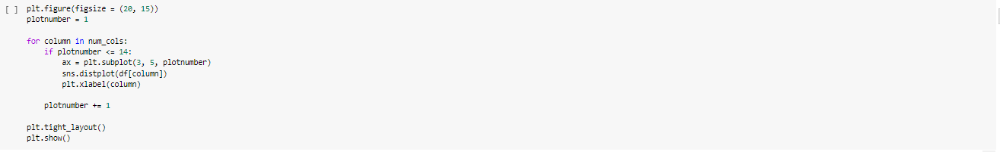 [ ] plt.figure(figsize = (20, 15))
plotnumber = 1
for column in num_cols:
    if plotnumber <= 14:
        ax = plt.subplot(3, 5, plotnumber)
        sns.distplot(df[column])
        plt.xlabel(column)
    plotnumber += 1
plt.tight_layout()
plt.show()